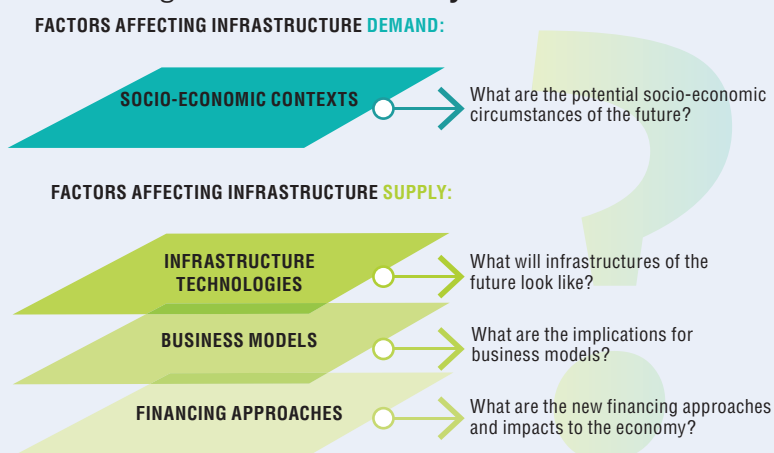 FACTORS AFFECTING INFRASTRUCTURE DEMAND:
SOCIO-ECONOMIC CONTEXTS
What are the potential socio-economic
circumstances of the future?
FACTORS AFFECTING INFRASTRUCTURE SUPPLY:
INFRASTRUCTURE
TECHNOLOGIES
What will infrastructures of the
future look like?
BUSINESS MODELS
What are the implications for
business models?
FINANCING APPROACHES
What are the new financing approaches
and impacts to the economy?